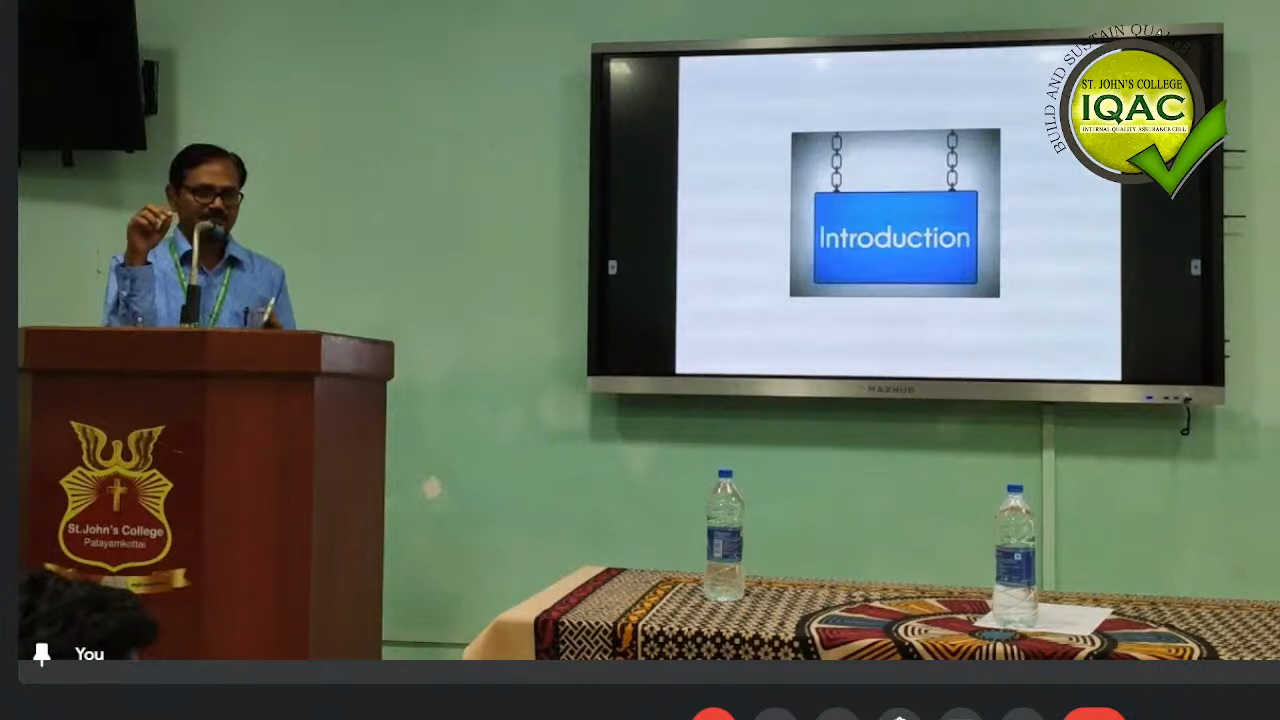 BUILD AND SUSTAIN QUALITY
ST. JOHN'S COLLEGE
IQAC
INTERNAL QUALITY ASSURANCE CELL
Introduction
MAXHUB
St.John's College
Palayamkottai
You